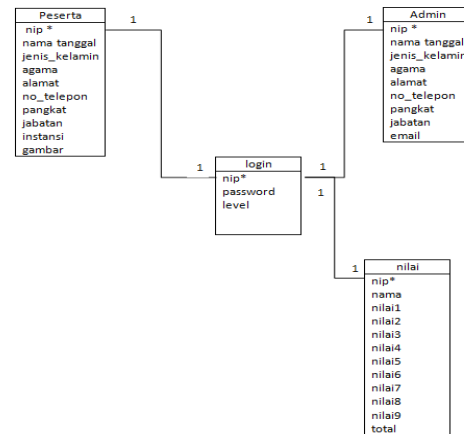 Peserta
nip *
nama tanggal
jenis_kelamin
agama
alamat
no_telepon
pangkat
jabatan
instansi
gambar
1
1
Admin
nip *
nama tanggal
jenis_kelamin
agama
alamat
no_telepon
pangkat
jabatan
email
1
1
login
nip*
password
level
1
1
nilai
nip*
nama
nilai1
nilai2
nilai3
nilai4
nilai5
nilai6
nilai7
nilai8
nilai9
total